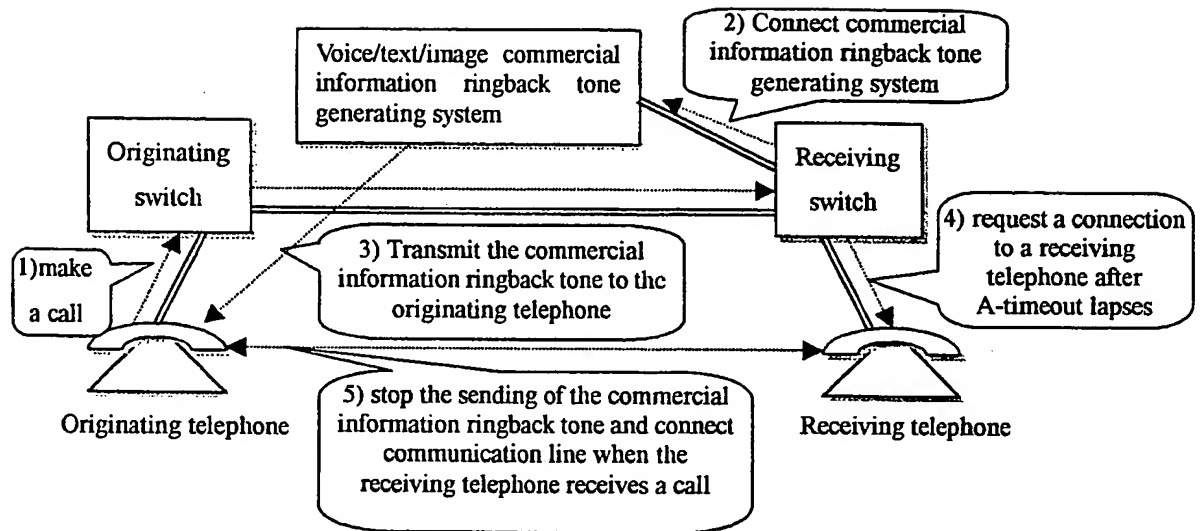 2) Connect commercial
information ringback tone
generating system
Voice/text/image commercial
information ringback tone
generating system
Originating
switch
Receiving
switch
1)make
a call
3) Transmit the commercial
information ringback tone to the
originating telephone
4) request a connection
to a receiving
telephone after
A-timeout lapses
5) stop the sending of the commercial
information ringback tone and connect
communication line when the
receiving telephone receives a call
Originating telephone
Receiving telephone